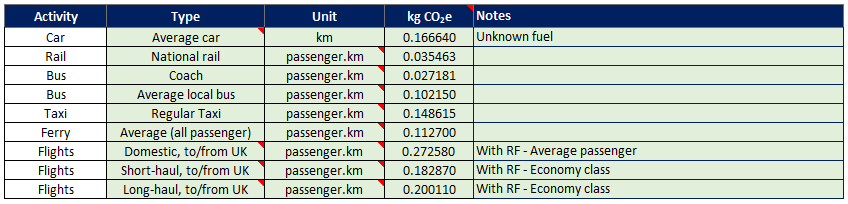 Activity Type Unit kg CO₂e Notes
Car Average car km 0.166640 Unknown fuel
Rail National rail passenger.km 0.035463
Bus Coach passenger.km 0.027181
Bus Average local bus passenger.km 0.102150
Taxi Regular Taxi passenger.km 0.148615
Ferry Average (all passenger) passenger.km 0.112700
Flights Domestic, to/from UK passenger.km 0.272580 With RF - Average passenger
Flights Short-haul, to/from UK passenger.km 0.182870 With RF - Economy class
Flights Long-haul, to/from UK passenger.km 0.200110 With RF - Economy class